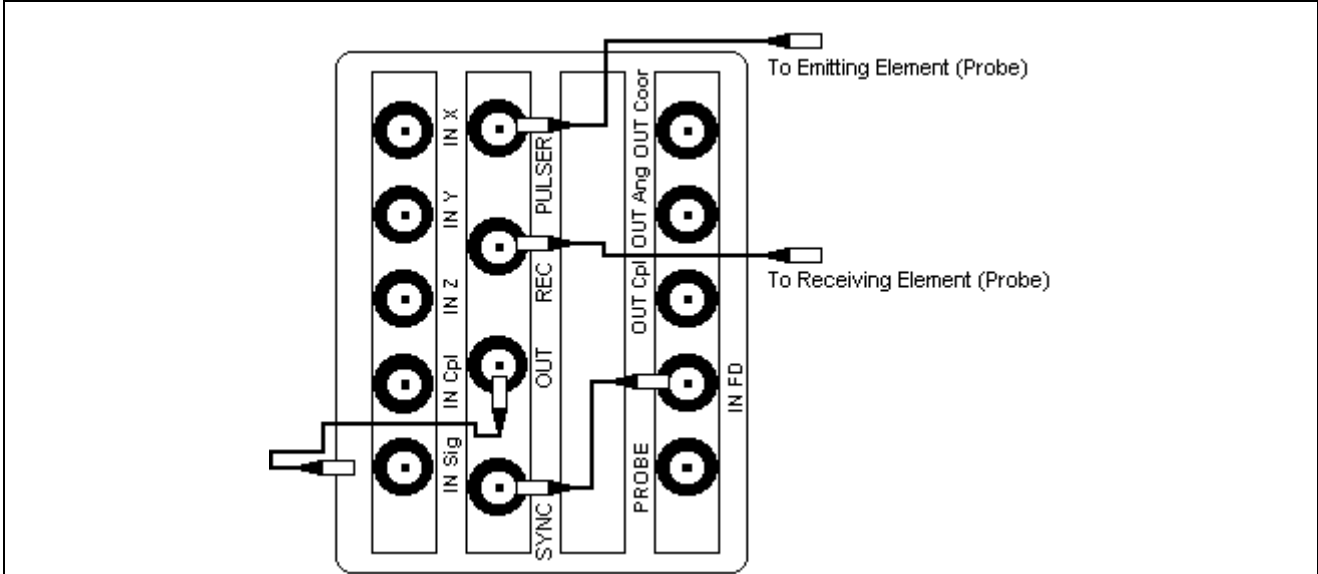 To Emitting Element (Probe)
IN X
IN Y
IN Z
IN Cpl
IN Sig
PULSER
REC
OUT
SYNC
OUT Coor
OUT Ang
OUT Cpl
PROBE
IN FD
To Receiving Element (Probe)